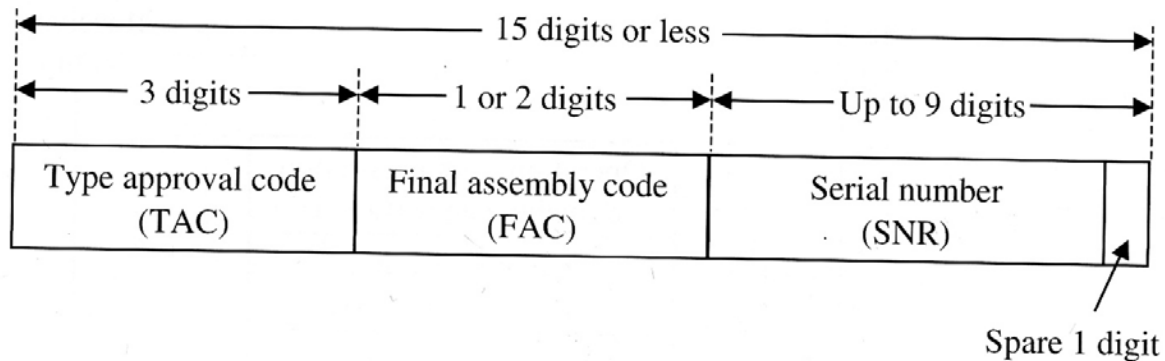 15 digits or less
3 digits
1 or 2 digits
Up to 9 digits
Type approval code
(TAC)
Final assembly code
(FAC)
Serial number
(SNR)
Spare 1 digit